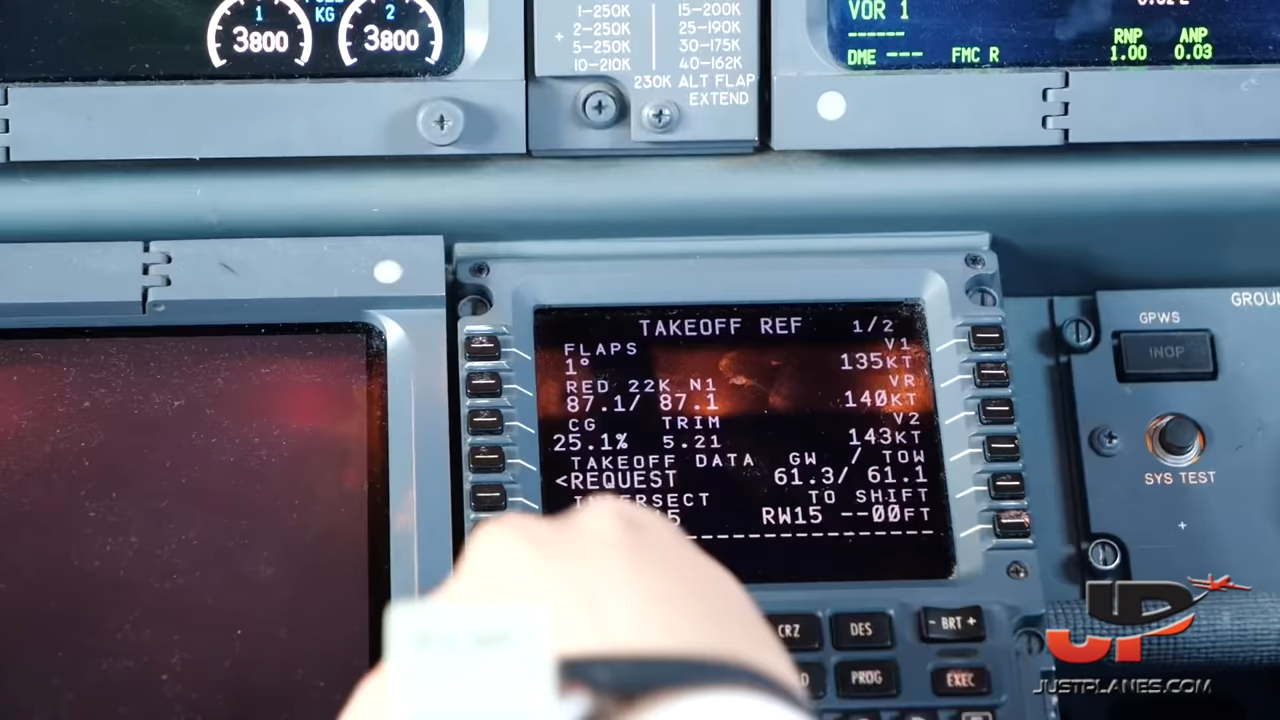 1 KG 2
3800 3800
1-250K 15-200K
2-250K 25-190K
5-250K 30-175K
10-210K 40-162K
230K ALT FLAP
EXTEND
VOR 1
------
DME --- FMC R
RNP ANP
1.00 0.03
TAKEOFF REF 1/2
FLAPS V1
1° 135KT
RED 22K N1 VR
87.1/ 87.1 140KT
CG TRIM V2
25.1% 5.21 143KT
TAKEOFF DATA GW / TOW
<REQUEST 61.3/ 61.1
TO SHIFT
RW15 --00FT
GPWS
INOP
SYS TEST
CRZ DES - BRT +
PROG EXEC
JP
JUSTPLANES.COM